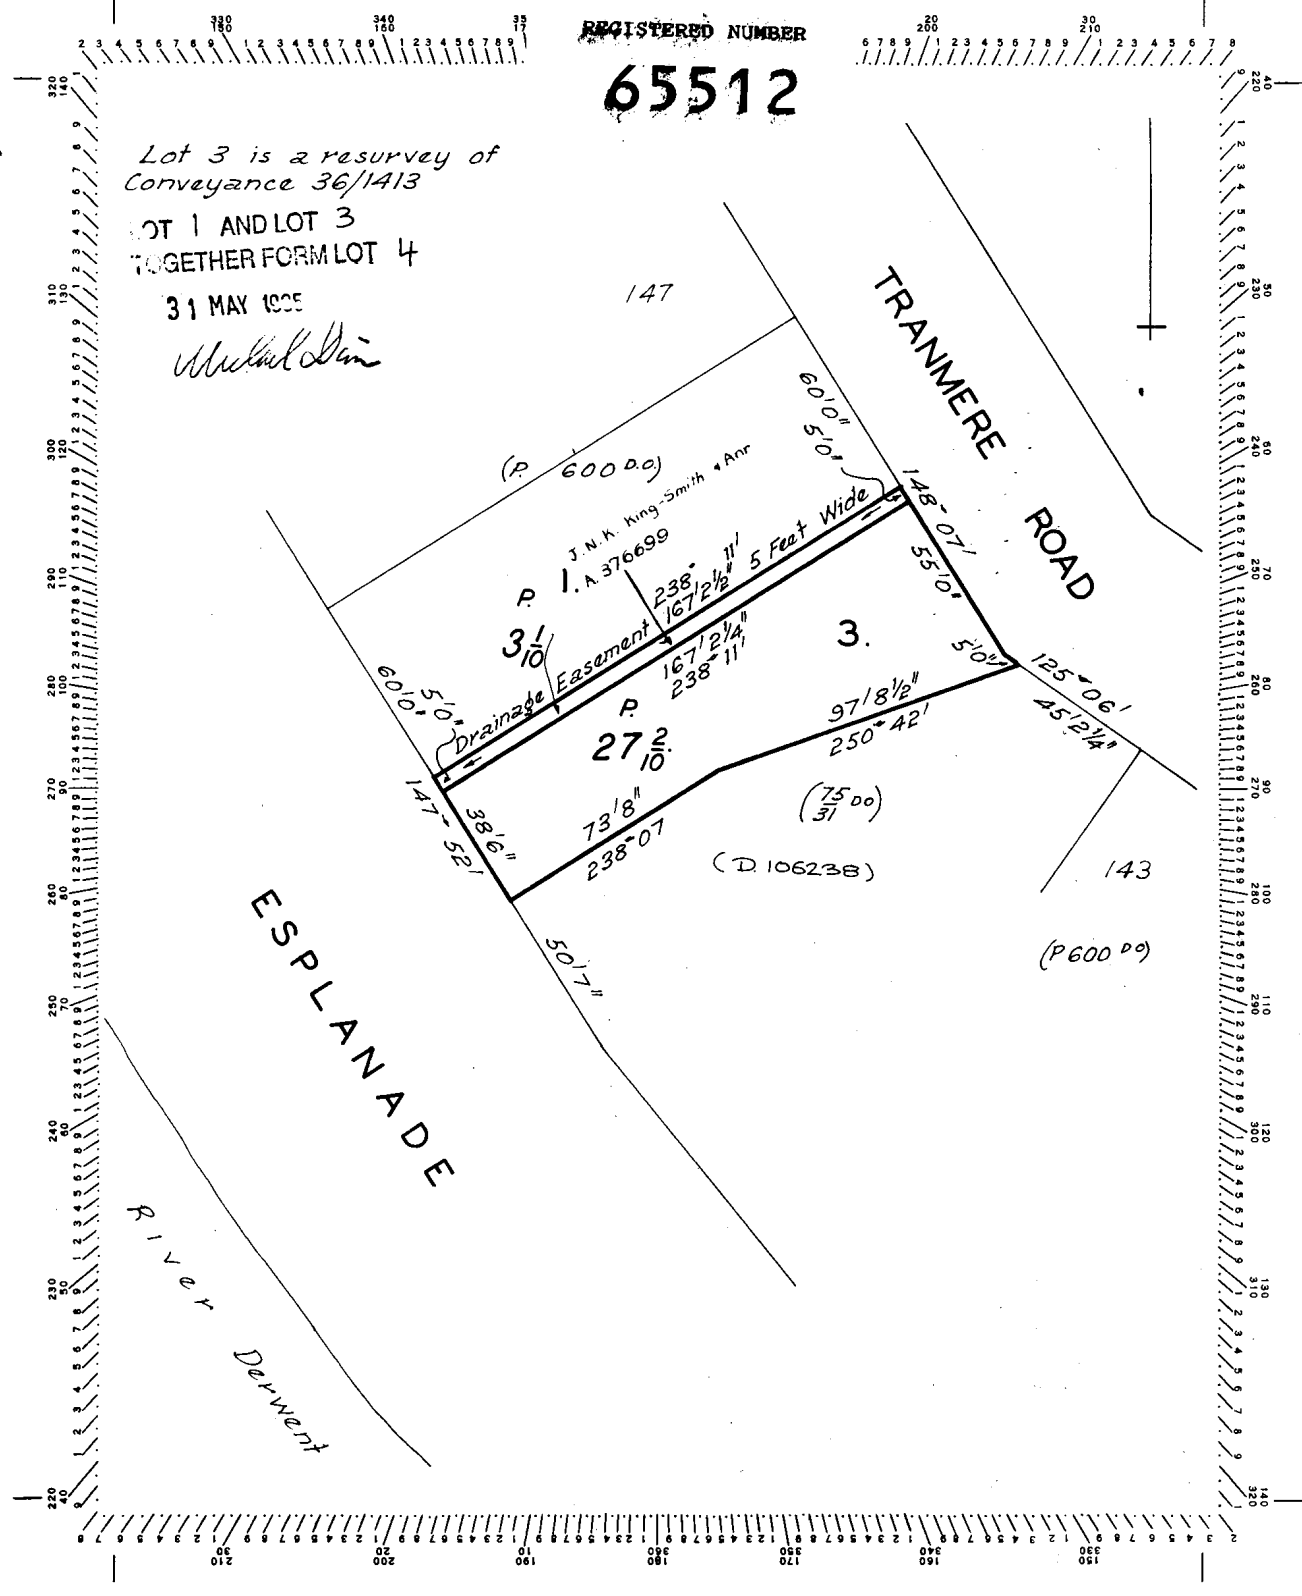 REGISTERED NUMBER
65512
Lot 3 is a resurvey of
Conveyance 36/1413
OT 1 AND LOT 3
TOGETHER FORM LOT 4
31 MAY 1995
147
TRANMERE
ROAD
60'0"
5'0"
(P. 600 D.O.)
J.N.K. King-Smith & Anr
A.376699
P. 1.
3 1/10
238° 11'
167'2½"
Drainage Easement 5 Feet Wide
167'2¼"
238° 11'
148° 07'
55'0"
3.
5'0"
125° 06'
45'2¼"
60'0"
5'0"
P.
27 2/10
97'8½"
250° 42'
147° 52'
38'6"
73'8"
238° 07
(75/31 DO)
(D.106238)
143
(P600 DO)
50'7"
ESPLANADE
River Derwent